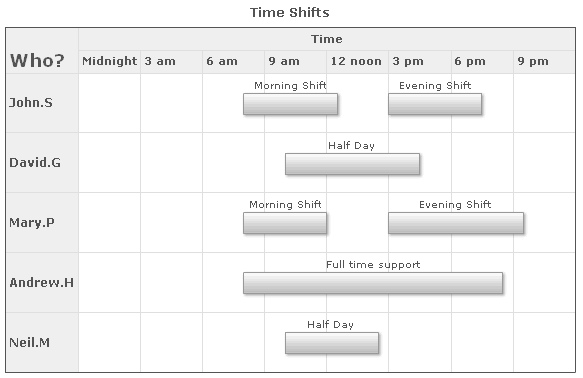 Time Shifts
Time
Who?
Midnight 3 am 6 am 9 am 12 noon 3 pm 6 pm 9 pm
Morning Shift Evening Shift
John.S
Half Day
David.G
Morning Shift Evening Shift
Mary.P
Full time support
Andrew.H
Half Day
Neil.M